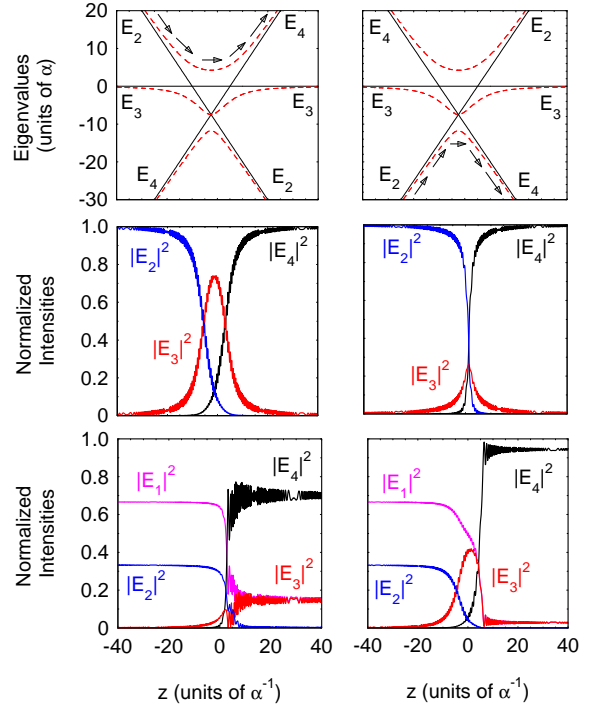 Eigenvalues
(units of α)
20
10
0
-10
-20
-30
E2
E4
E3
E3
E4
E2
E4
E2
E3
E3
E2
E4
Normalized
Intensities
1.0
0.8
0.6
0.4
0.2
0
|E2|²
|E4|²
|E3|²
|E2|²
|E4|²
|E3|²
Normalized
Intensities
1.0
0.8
0.6
0.4
0.2
0
|E1|²
|E4|²
|E2|²
|E3|²
|E1|²
|E4|²
|E2|²
|E3|²
-40 -20 0 20 40
-40 -20 0 20 40
z (units of α⁻¹)
z (units of α⁻¹)